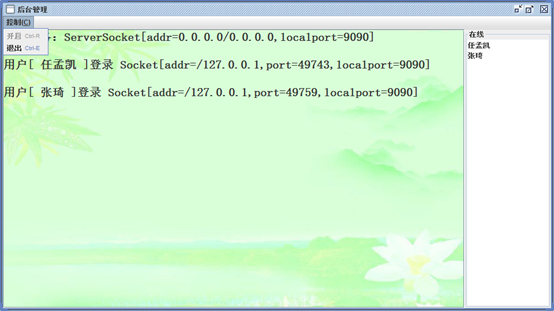 后台管理
控制(C)
开启 Ctrl-R
退出 Ctrl-E
: ServerSocket[addr=0.0.0.0/0.0.0.0,localport=9090]
用户[ 任孟凯 ]登录 Socket[addr=/127.0.0.1,port=49743,localport=9090]
用户[ 张琦 ]登录 Socket[addr=/127.0.0.1,port=49759,localport=9090]
在线
任孟凯
张琦